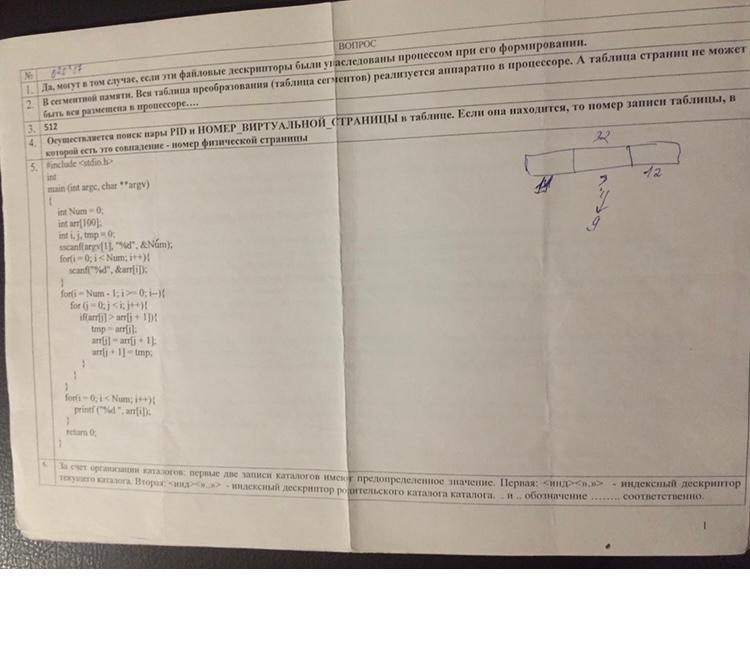 ВОПРОС
№
1. Да, могут в том случае, если эти файловые дескрипторы были унаследованы процессом при его формировании.
2. В сегментной памяти. Вся таблица преобразования (таблица сегментов) реализуется аппаратно в процессоре. А таблица страниц не может
быть вся размещена в процессоре….
3. 512
4. Осуществляется поиск пары PID и НОМЕР_ВИРТУАЛЬНОЙ_СТРАНИЦЫ в таблице. Если она находится, то номер записи таблицы, в
которой есть это совпадение - номер физической страницы
5. #include <stdio.h>
int
main (int argc, char **argv)
{
int Num = 0;
int arr[100];
int i, j, tmp = 0;
sscanf(argv[1], "%d", &Num);
for(i = 0; i < Num; i++){
scanf("%d", &arr[i]);
}
for(i = Num - 1; i >= 0; i--){
for (j = 0; j < i; j++){
if(arr[j] > arr[j + 1]){
tmp = arr[j];
arr[j] = arr[j + 1];
arr[j + 1] = tmp;
}
}
}
for(i = 0; i < Num; i++){
printf ("%d ", arr[i]);
}
return 0;
}
12
9
6. За счет организации каталогов: первые две записи каталогов имеют предопределенное значение. Первая: <инд><».»> - индексный дескриптор
текущего каталога. Вторая: <инд><»..»> - индексный дескриптор родительского каталога каталога. . и .. обозначение …….. соответственно.
1